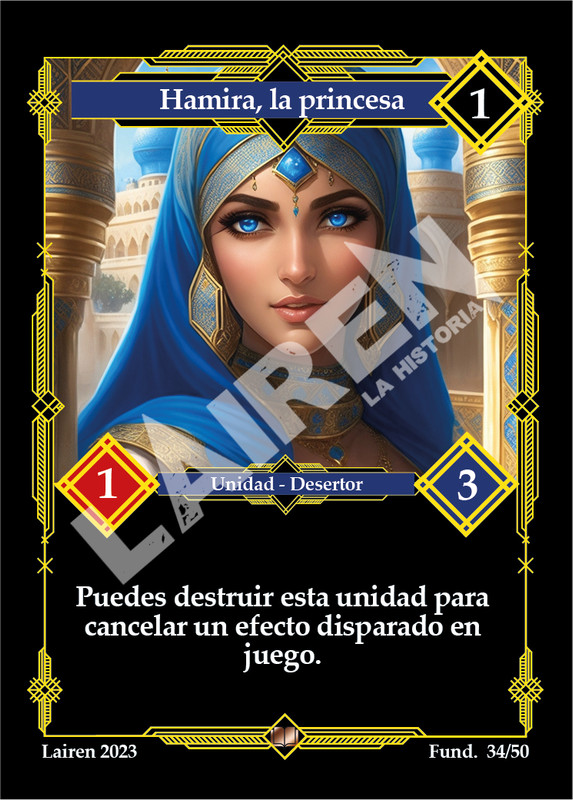 Hamira, la princesa
1
LAIREN
LA HISTORIA
1
Unidad - Desertor
3
Puedes destruir esta unidad para
cancelar un efecto disparado en
juego.
Lairen 2023
Fund. 34/50